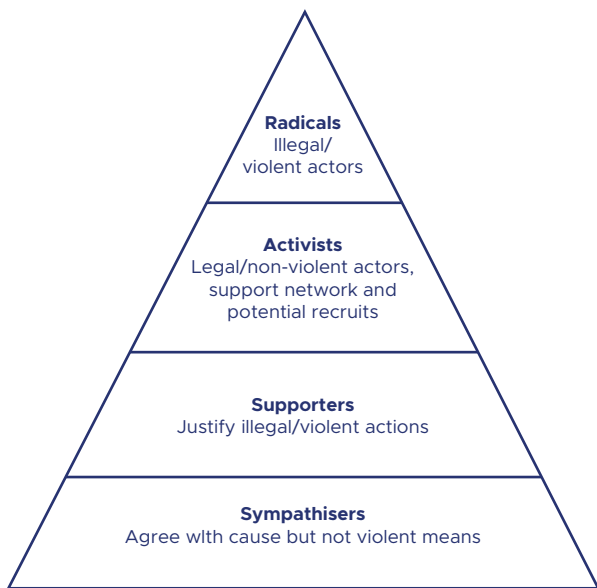 Radicals
Illegal/
violent actors
Activists
Legal/non-violent actors,
support network and
potential recruits
Supporters
Justify illegal/violent actions
Sympathisers
Agree wlth cause but not violent means